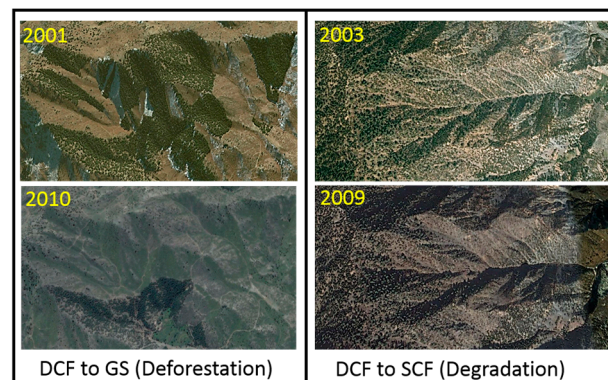 2001
2003
2010
2009
DCF to GS (Deforestation)
DCF to SCF (Degradation)